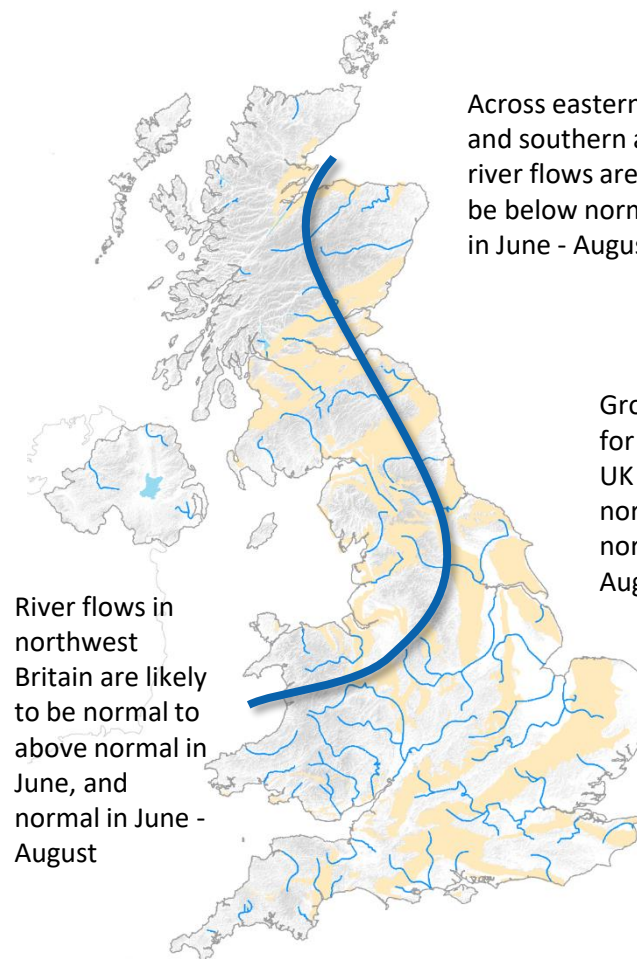 Across eastern
and southern
river flows are
be below norm
in June - Augus
Gro
for
UK
nor
nor
Aug
River flows in
northwest
Britain are likely
to be normal to
above normal in
June, and
normal in June -
August